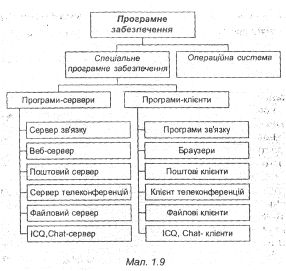 Програмне
забезпечення
Спеціальне
програмне забезпечення
Операційна система
Програми-сервери
Програми-клієнти
Сервер зв'язку
Програми зв'язку
Веб-сервер
Браузери
Поштовий сервер
Поштові клієнти
Сервер телеконференцій
Клієнт телеконференцій
Файловий сервер
Файлові клієнти
ICQ,Chat-сервер
ICQ, Chat- клієнти
Мал. 1.9